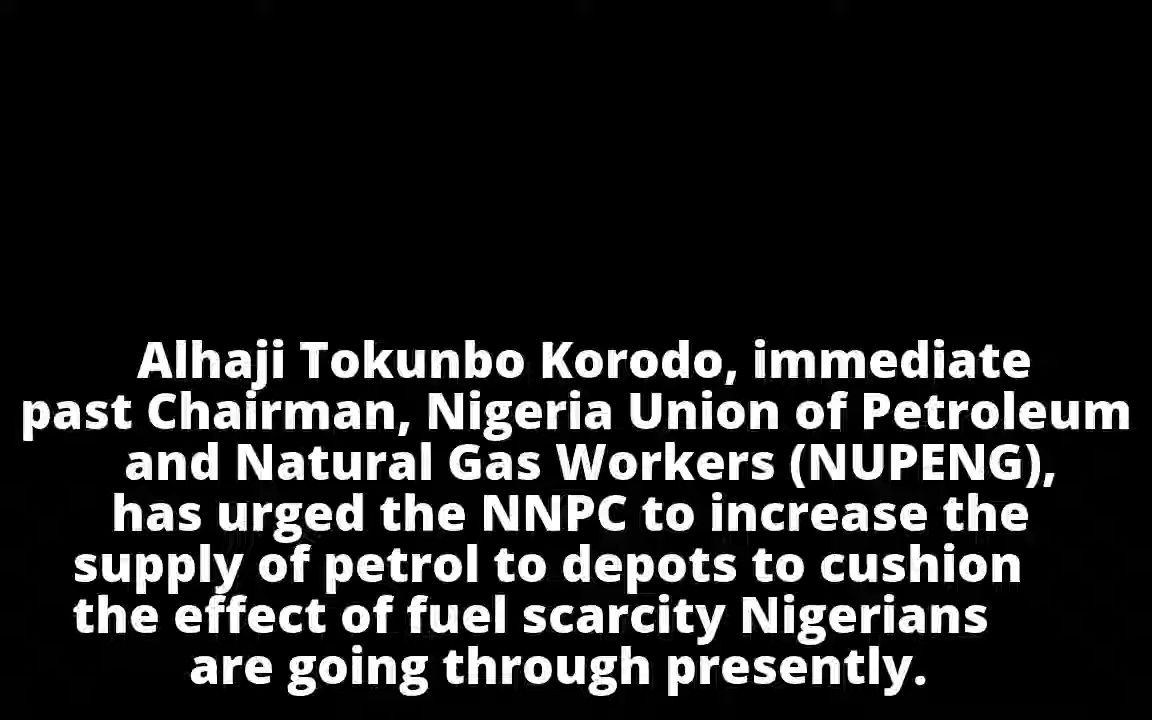 Alhaji Tokunbo Korodo, immediate
past Chairman, Nigeria Union of Petroleum
and Natural Gas Workers (NUPENG),
has urged the NNPC to increase the
supply of petrol to depots to cushion
the effect of fuel scarcity Nigerians
are going through presently.